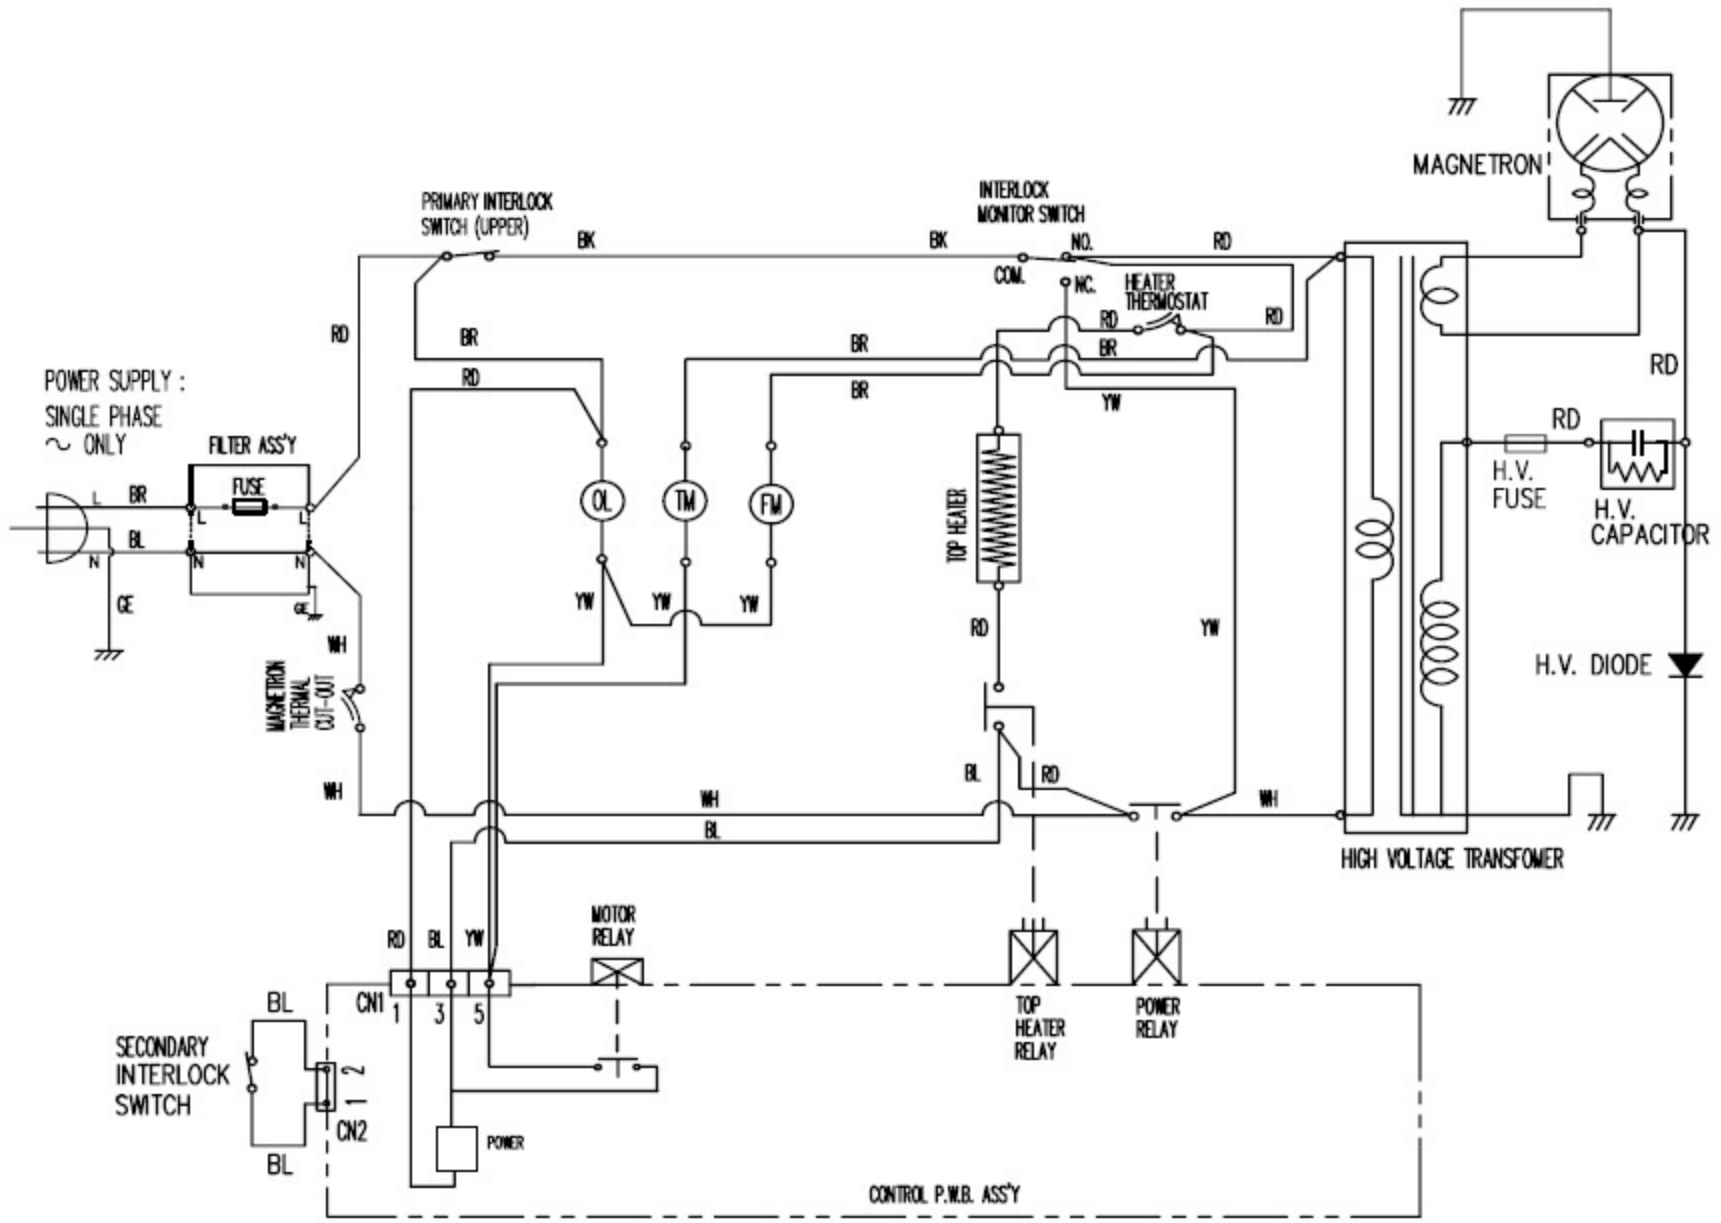 MAGNETRON
PRIMARY INTERLOCK
SWITCH (UPPER)
INTERLOCK
MONITOR SWITCH
BK
BK
NO.
RD
COM.
NC.
HEATER
THERMOSTAT
RD
RD
RD
BR
BR
BR
RD
BR
YW
RD
POWER SUPPLY :
SINGLE PHASE
~ ONLY
FILTER ASS'Y
FUSE
L
BR
L
L
BL
N
N
N
GE
GE
OL
TM
FM
TOP HEATER
RD
H.V.
FUSE
H.V.
CAPACITOR
YW
YW
YW
RD
YW
WH
MAGNETRON
THERMAL
CUT-OUT
H.V. DIODE
WH
WH
BL
BL
RD
WH
HIGH VOLTAGE TRANSFOMER
RD
BL
YW
MOTOR
RELAY
CN1
1
3
5
TOP
HEATER
RELAY
POWER
RELAY
BL
SECONDARY
INTERLOCK
SWITCH
2
1
CN2
BL
POWER
CONTROL P.W.B. ASS'Y